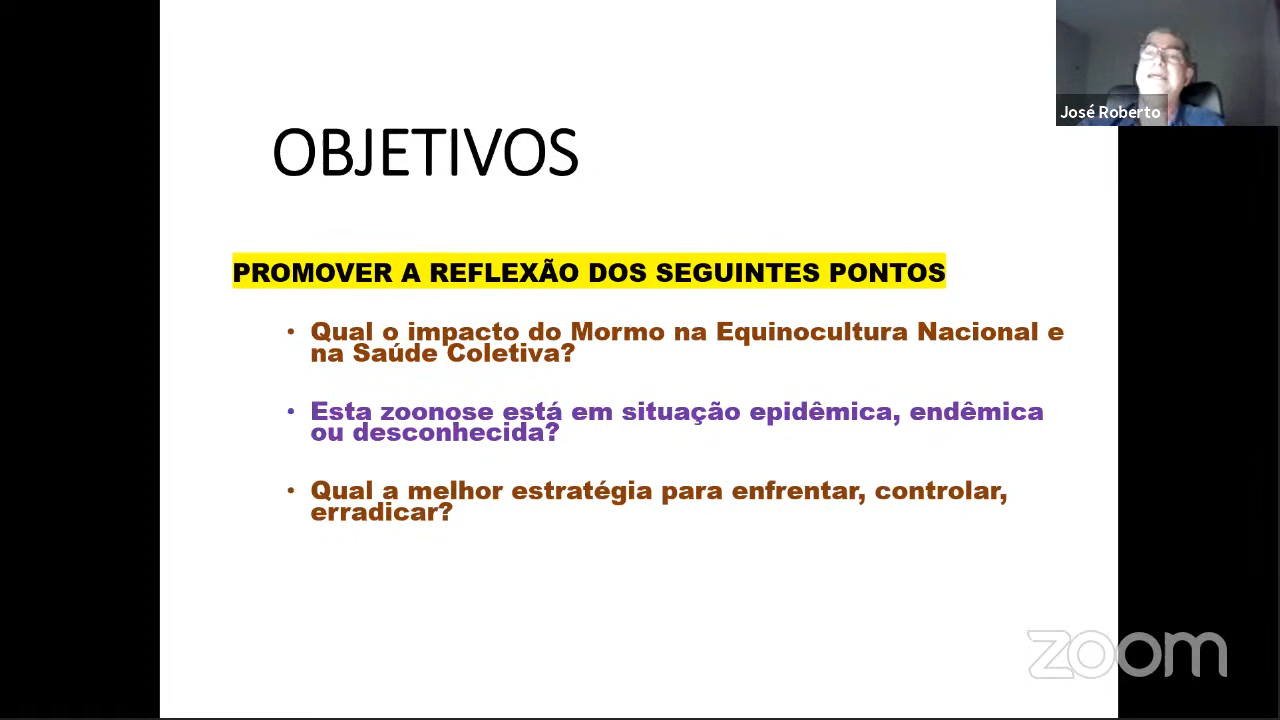 José Roberto
OBJETIVOS
PROMOVER A REFLEXÃO DOS SEGUINTES PONTOS
• Qual o impacto do Mormo na Equinocultura Nacional e
na Saúde Coletiva?
• Esta zoonose está em situação epidêmica, endêmica
ou desconhecida?
• Qual a melhor estratégia para enfrentar, controlar,
erradicar?
zoom